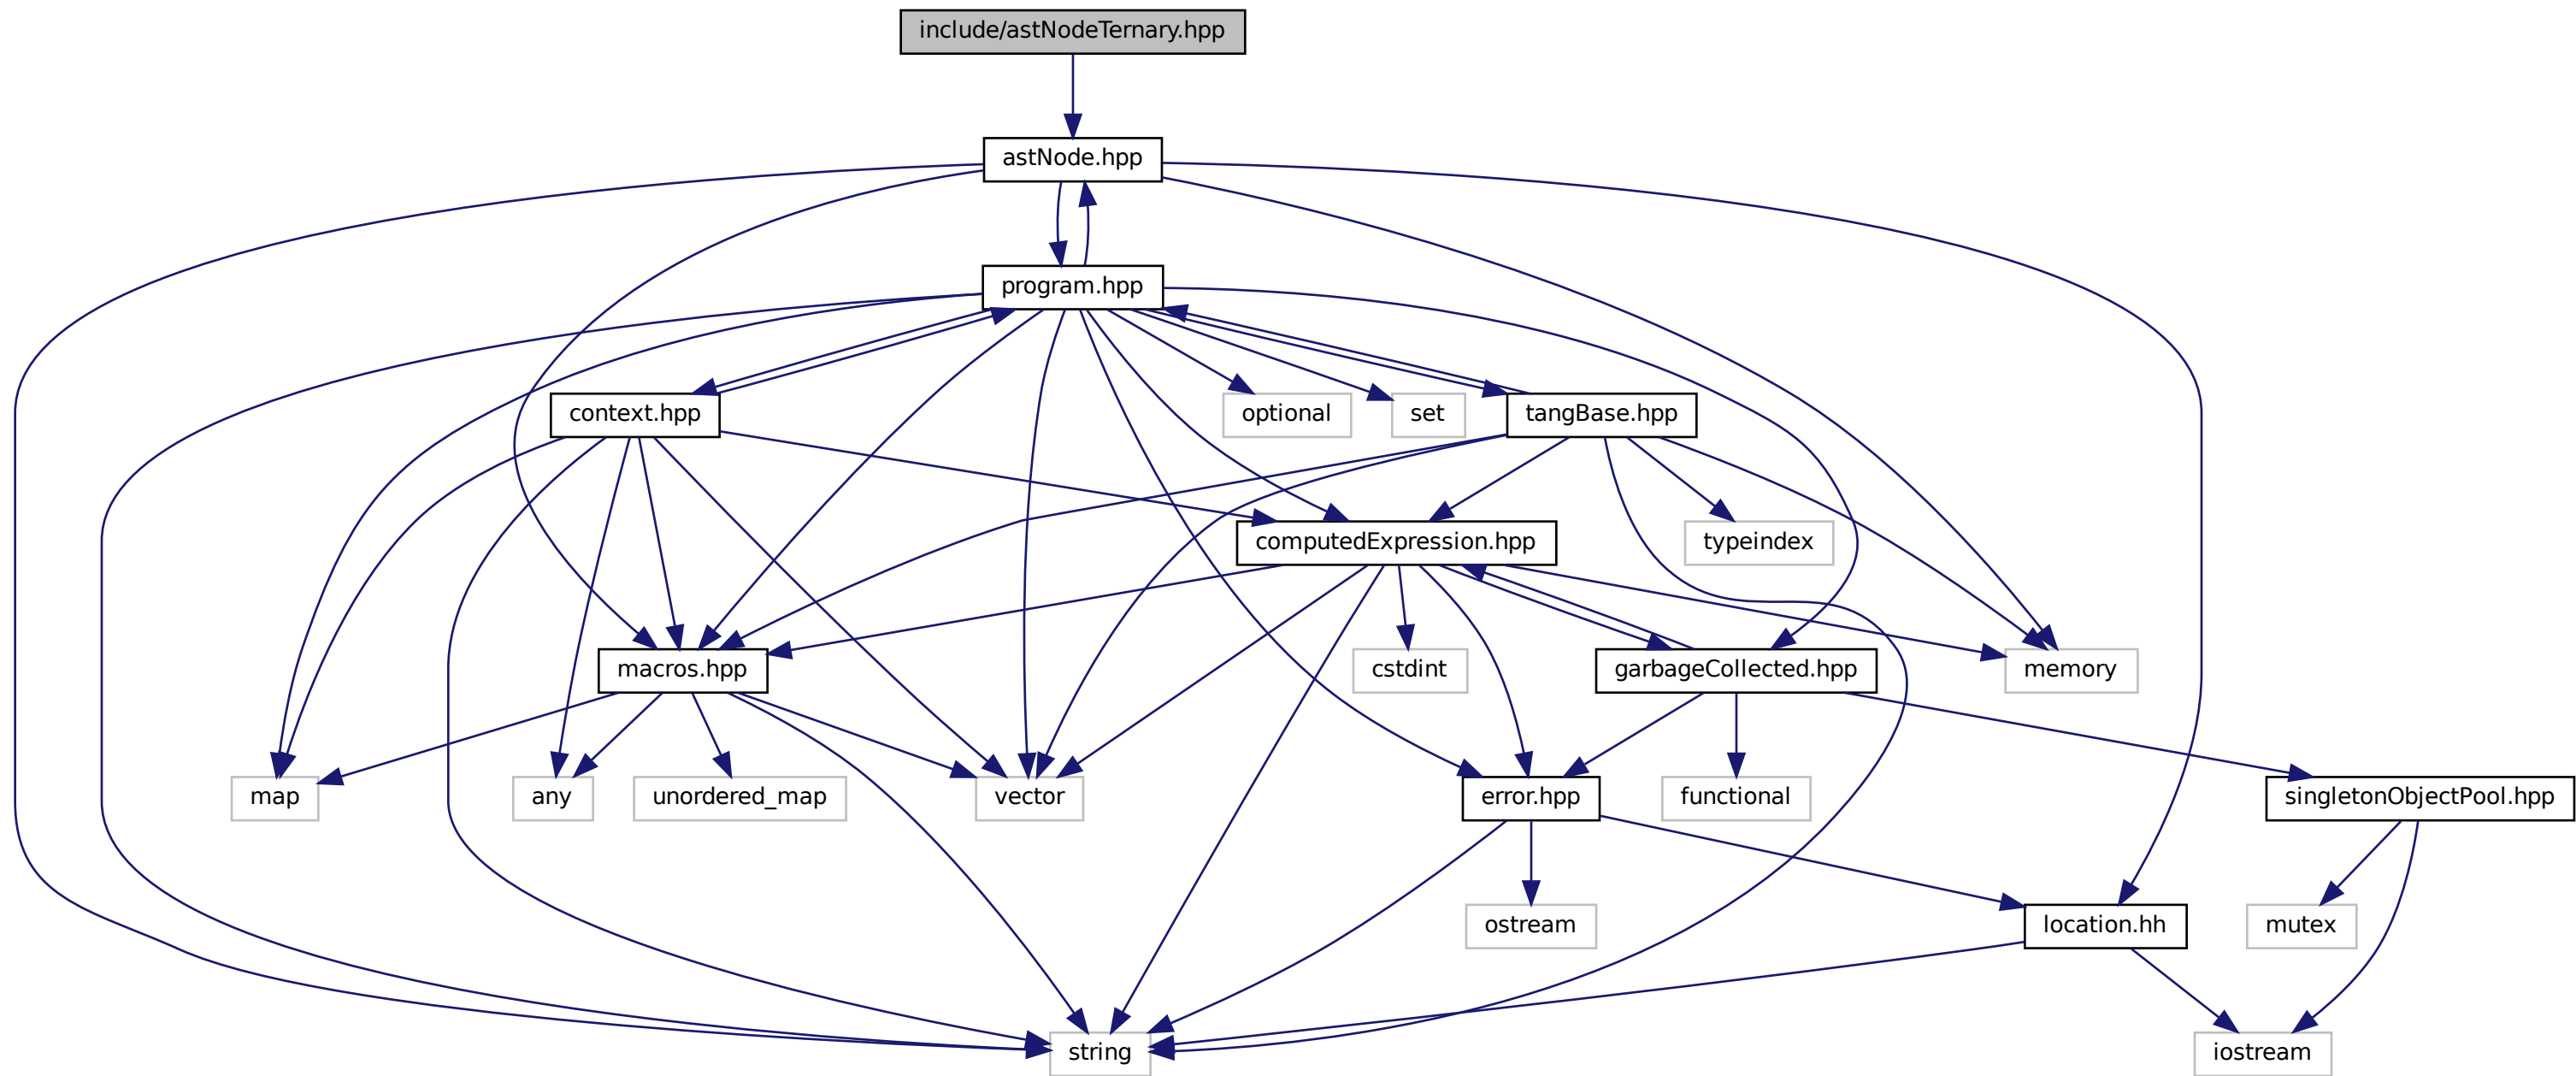 include/astNodeTernary.hpp
astNode.hpp
program.hpp
context.hpp
optional
set
tangBase.hpp
computedExpression.hpp
typeindex
macros.hpp
cstdint
garbageCollected.hpp
memory
map
any
unordered_map
vector
error.hpp
functional
singletonObjectPool.hpp
ostream
location.hh
mutex
string
iostream